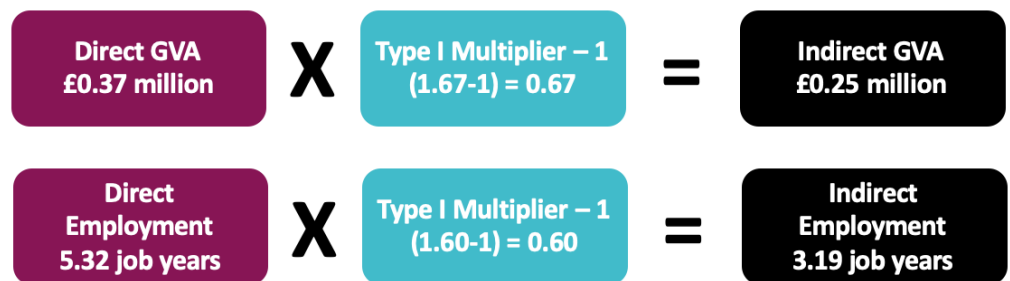 Direct GVA
£0.37 million
X
Type I Multiplier – 1
(1.67-1) = 0.67
=
Indirect GVA
£0.25 million
Direct
Employment
5.32 job years
X
Type I Multiplier – 1
(1.60-1) = 0.60
=
Indirect
Employment
3.19 job years